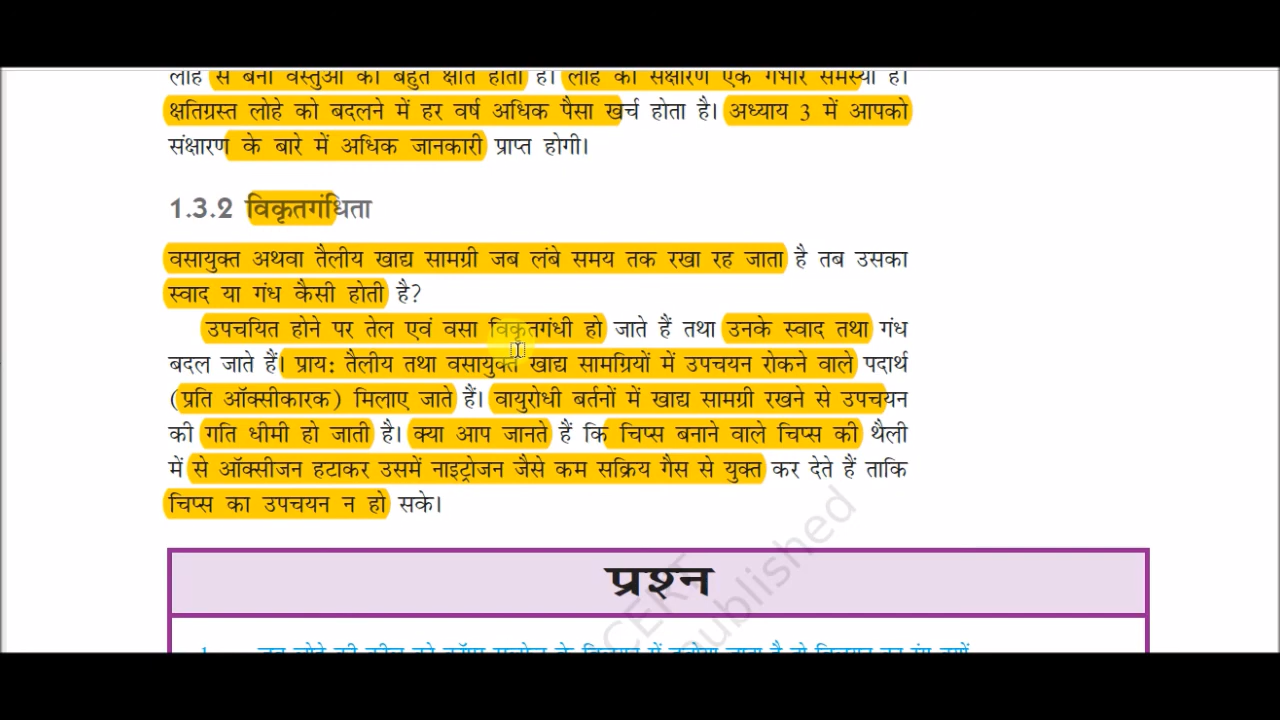 लोहे से बनी वस्तुओं की बहुत क्षति होती है। लोहे का संक्षारण एक गंभीर समस्या है।
क्षतिग्रस्त लोहे को बदलने में हर वर्ष अधिक पैसा खर्च होता है। अध्याय 3 में आपको
संक्षारण के बारे में अधिक जानकारी प्राप्त होगी।
1.3.2 विकृतगंधिता
वसायुक्त अथवा तैलीय खाद्य सामग्री जब लंबे समय तक रखा रह जाता है तब उसका
स्वाद या गंध कैसी होती है?
उपचयित होने पर तेल एवं वसा विकृतगंधी हो जाते हैं तथा उनके स्वाद तथा गंध
बदल जाते हैं। प्राय: तैलीय तथा वसायुक्त खाद्य सामग्रियों में उपचयन रोकने वाले पदार्थ
(प्रति ऑक्सीकारक) मिलाए जाते हैं। वायुरोधी बर्तनों में खाद्य सामग्री रखने से उपचयन
की गति धीमी हो जाती है। क्या आप जानते हैं कि चिप्स बनाने वाले चिप्स की थैली
में से ऑक्सीजन हटाकर उसमें नाइट्रोजन जैसे कम सक्रिय गैस से युक्त कर देते हैं ताकि
चिप्स का उपचयन न हो सके।
प्रश्न